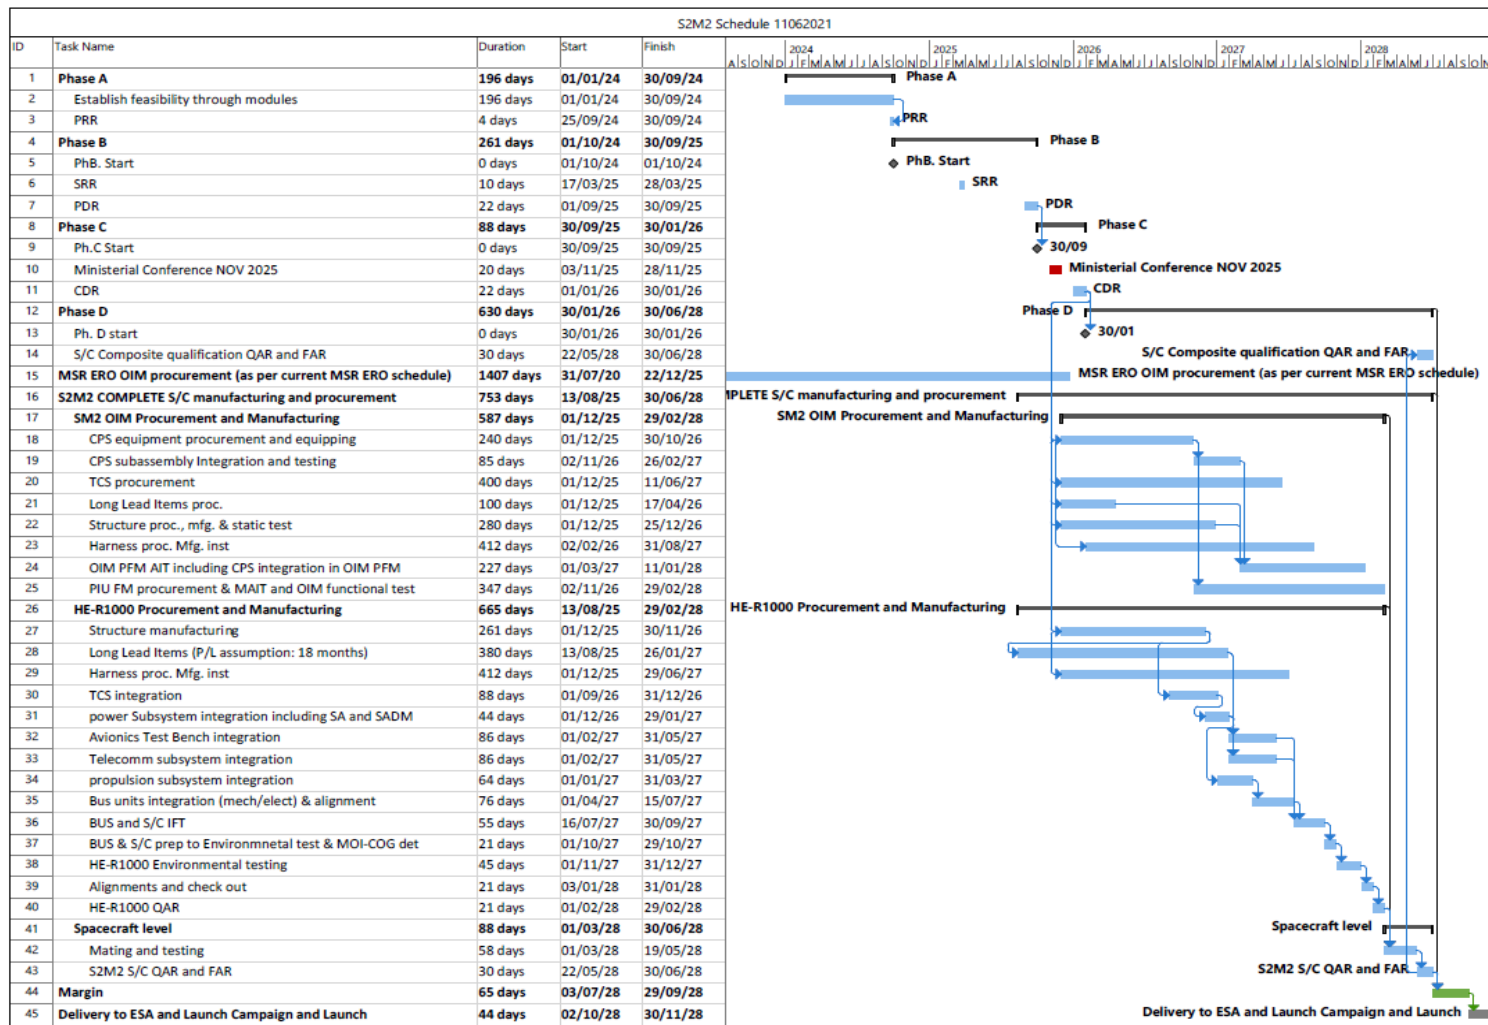 S2M2 Schedule 11062021
ID Task Name Duration Start Finish
2024 2025 2026 2027 2028
A S O N D J F M A M J J A S O N D J F M A M J J A S O N D J F M A M J J A S O N D J F M A M J J A S O N D J F M A M J J A S O N
1 Phase A 196 days 01/01/24 30/09/24 Phase A
2 Establish feasibility through modules 196 days 01/01/24 30/09/24
3 PRR 4 days 25/09/24 30/09/24 PRR
4 Phase B 261 days 01/10/24 30/09/25 Phase B
5 PhB. Start 0 days 01/10/24 01/10/24 PhB. Start
6 SRR 10 days 17/03/25 28/03/25 SRR
7 PDR 22 days 01/09/25 30/09/25 PDR
8 Phase C 88 days 30/09/25 30/01/26 Phase C
9 Ph.C Start 0 days 30/09/25 30/09/25 30/09
10 Ministerial Conference NOV 2025 20 days 03/11/25 28/11/25 Ministerial Conference NOV 2025
11 CDR 22 days 01/01/26 30/01/26 CDR
12 Phase D 630 days 30/01/26 30/06/28 Phase D
13 Ph. D start 0 days 30/01/26 30/01/26 30/01
14 S/C Composite qualification QAR and FAR 30 days 22/05/28 30/06/28 S/C Composite qualification QAR and FAR
15 MSR ERO OIM procurement (as per current MSR ERO schedule) 1407 days 31/07/20 22/12/25 MSR ERO OIM procurement (as per current MSR ERO schedule)
16 S2M2 COMPLETE S/C manufacturing and procurement 753 days 13/08/25 30/06/28 MPLETE S/C manufacturing and procurement
17 SM2 OIM Procurement and Manufacturing 587 days 01/12/25 29/02/28 SM2 OIM Procurement and Manufacturing
18 CPS equipment procurement and equipping 240 days 01/12/25 30/10/26
19 CPS subassembly Integration and testing 85 days 02/11/26 26/02/27
20 TCS procurement 400 days 01/12/25 11/06/27
21 Long Lead Items proc. 100 days 01/12/25 17/04/26
22 Structure proc., mfg. & static test 280 days 01/12/25 25/12/26
23 Harness proc. Mfg. inst 412 days 02/02/26 31/08/27
24 OIM PFM AIT including CPS integration in OIM PFM 227 days 01/03/27 11/01/28
25 PIU FM procurement & MAIT and OIM functional test 347 days 02/11/26 29/02/28
26 HE-R1000 Procurement and Manufacturing 665 days 13/08/25 29/02/28 HE-R1000 Procurement and Manufacturing
27 Structure manufacturing 261 days 01/12/25 30/11/26
28 Long Lead Items (P/L assumption: 18 months) 380 days 13/08/25 26/01/27
29 Harness proc. Mfg. inst 412 days 01/12/25 29/06/27
30 TCS integration 88 days 01/09/26 31/12/26
31 power Subsystem integration including SA and SADM 44 days 01/12/26 29/01/27
32 Avionics Test Bench integration 86 days 01/02/27 31/05/27
33 Telecomm subsystem integration 86 days 01/02/27 31/05/27
34 propulsion subsystem integration 64 days 01/01/27 31/03/27
35 Bus units integration (mech/elect) & alignment 76 days 01/04/27 15/07/27
36 BUS and S/C IFT 55 days 16/07/27 30/09/27
37 BUS & S/C prep to Environmnetal test & MOI-COG det 21 days 01/10/27 29/10/27
38 HE-R1000 Environmental testing 45 days 01/11/27 31/12/27
39 Alignments and check out 21 days 03/01/28 31/01/28
40 HE-R1000 QAR 21 days 01/02/28 29/02/28
41 Spacecraft level 88 days 01/03/28 30/06/28 Spacecraft level
42 Mating and testing 58 days 01/03/28 19/05/28
43 S2M2 S/C QAR and FAR 30 days 22/05/28 30/06/28 S2M2 S/C QAR and FAR
44 Margin 65 days 03/07/28 29/09/28
45 Delivery to ESA and Launch Campaign and Launch 44 days 02/10/28 30/11/28 Delivery to ESA and Launch Campaign and Launch